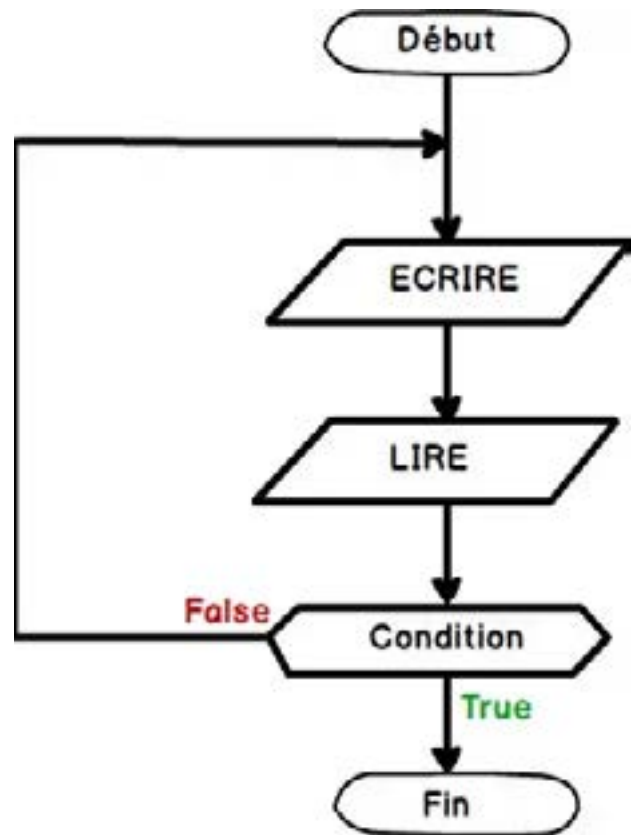 Début
ECRIRE
LIRE
False
Condition
True
Fin